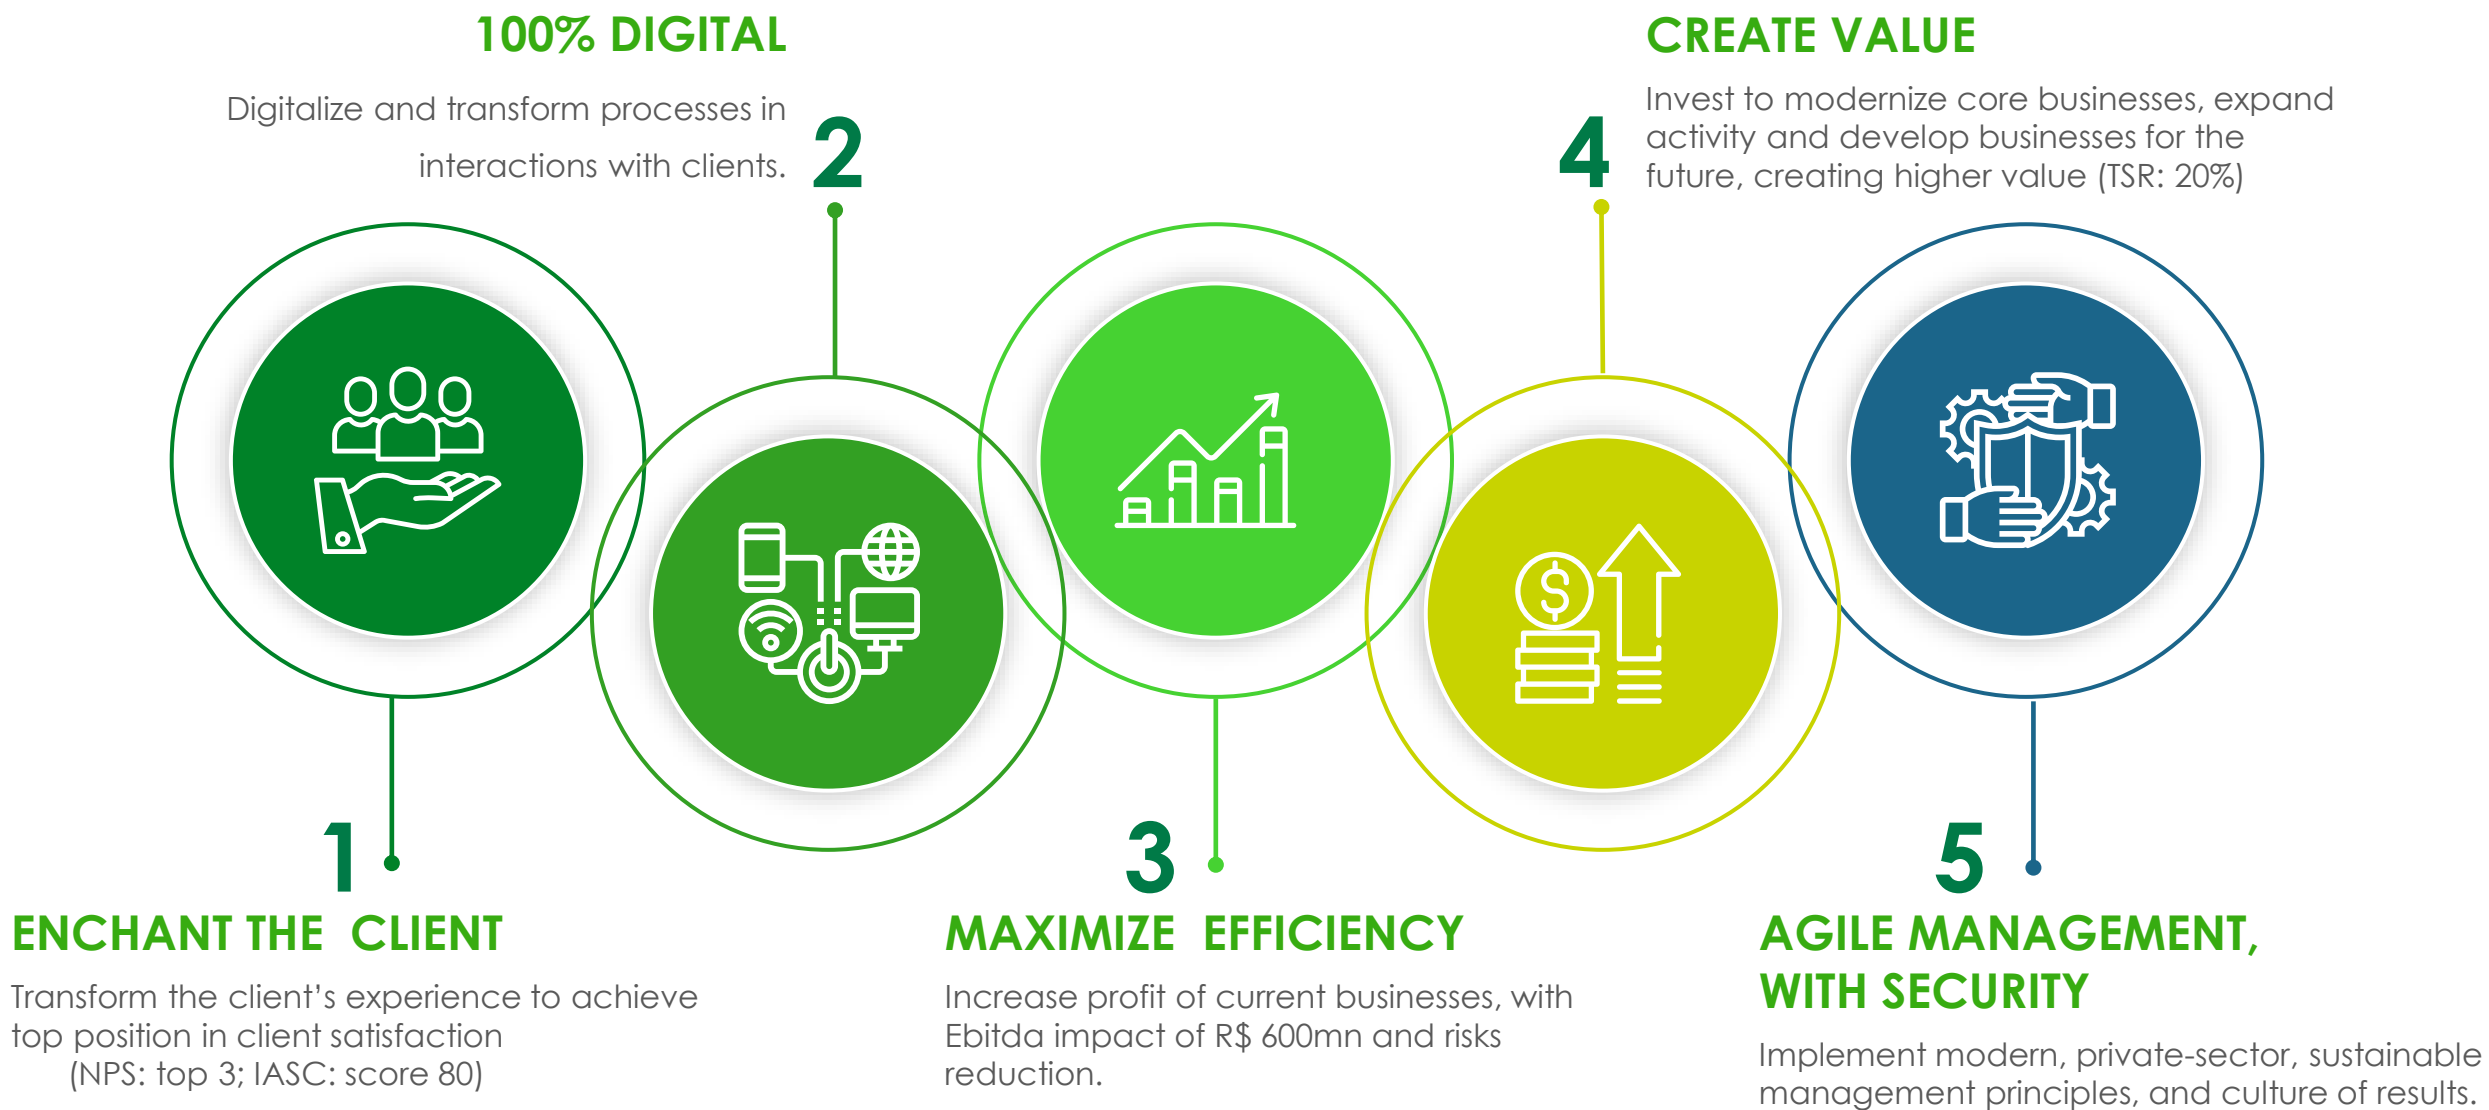 1
ENCHANT THE CLIENT
Transform the client’s experience to achieve
top position in client satisfaction
(NPS: top 3; IASC: score 80)
100% DIGITAL
Digitalize and transform processes in
interactions with clients.
2
3
MAXIMIZE EFFICIENCY
Increase profit of current businesses, with
Ebitda impact of R$ 600mn and risks
reduction.
4
CREATE VALUE
Invest to modernize core businesses, expand
activity and develop businesses for the
future, creating higher value (TSR: 20%)
$
5
AGILE MANAGEMENT,
WITH SECURITY
Implement modern, private-sector, sustainable
management principles, and culture of results.